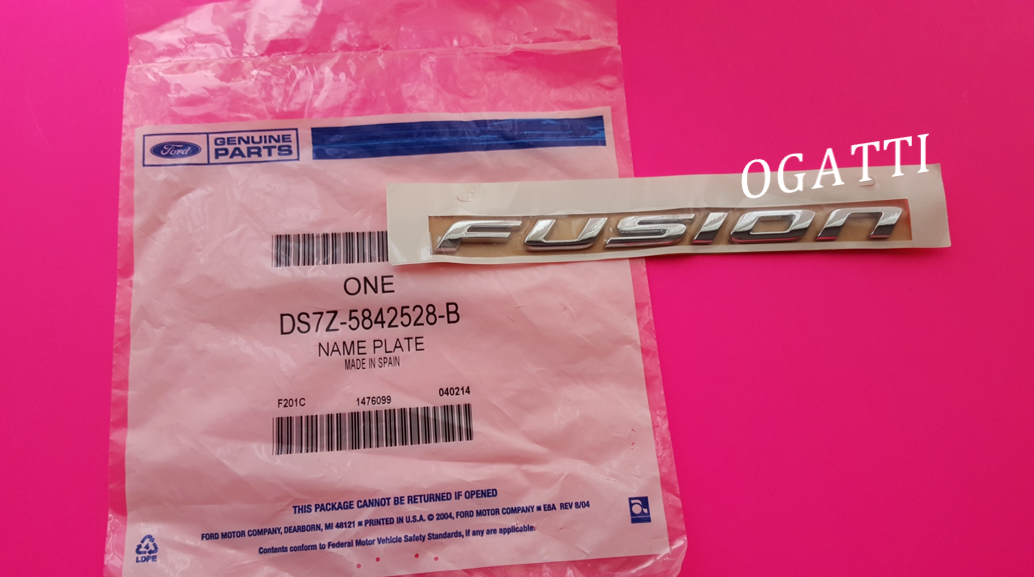 Ford GENUINE PARTS
OGATTI
FUSION
ONE
DS7Z-5842528-B
NAME PLATE
MADE IN SPAIN
F201C 1476099 040214
THIS PACKAGE CANNOT BE RETURNED IF OPENED
FORD MOTOR COMPANY, DEARBORN, MI 48121 ■ PRINTED IN U.S.A. © 2004, FORD MOTOR COMPANY ■ E8A REV 8/04
Contents conform to Federal Motor Vehicle Safety Standards, if any are applicable.
4
LDPE